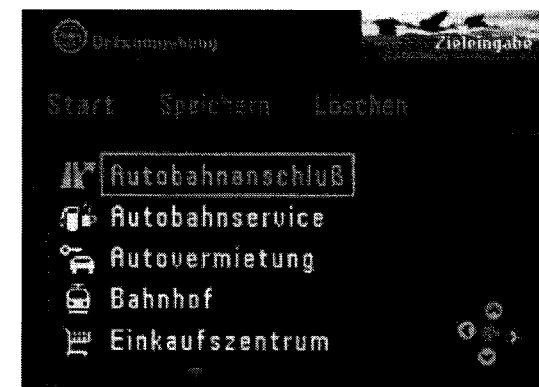 Ortsumgebung
Zieleingabe
Start Speichern Löschen
Autobahnanschluß
Autobahnservice
Autovermietung
Bahnhof
Einkaufszentrum